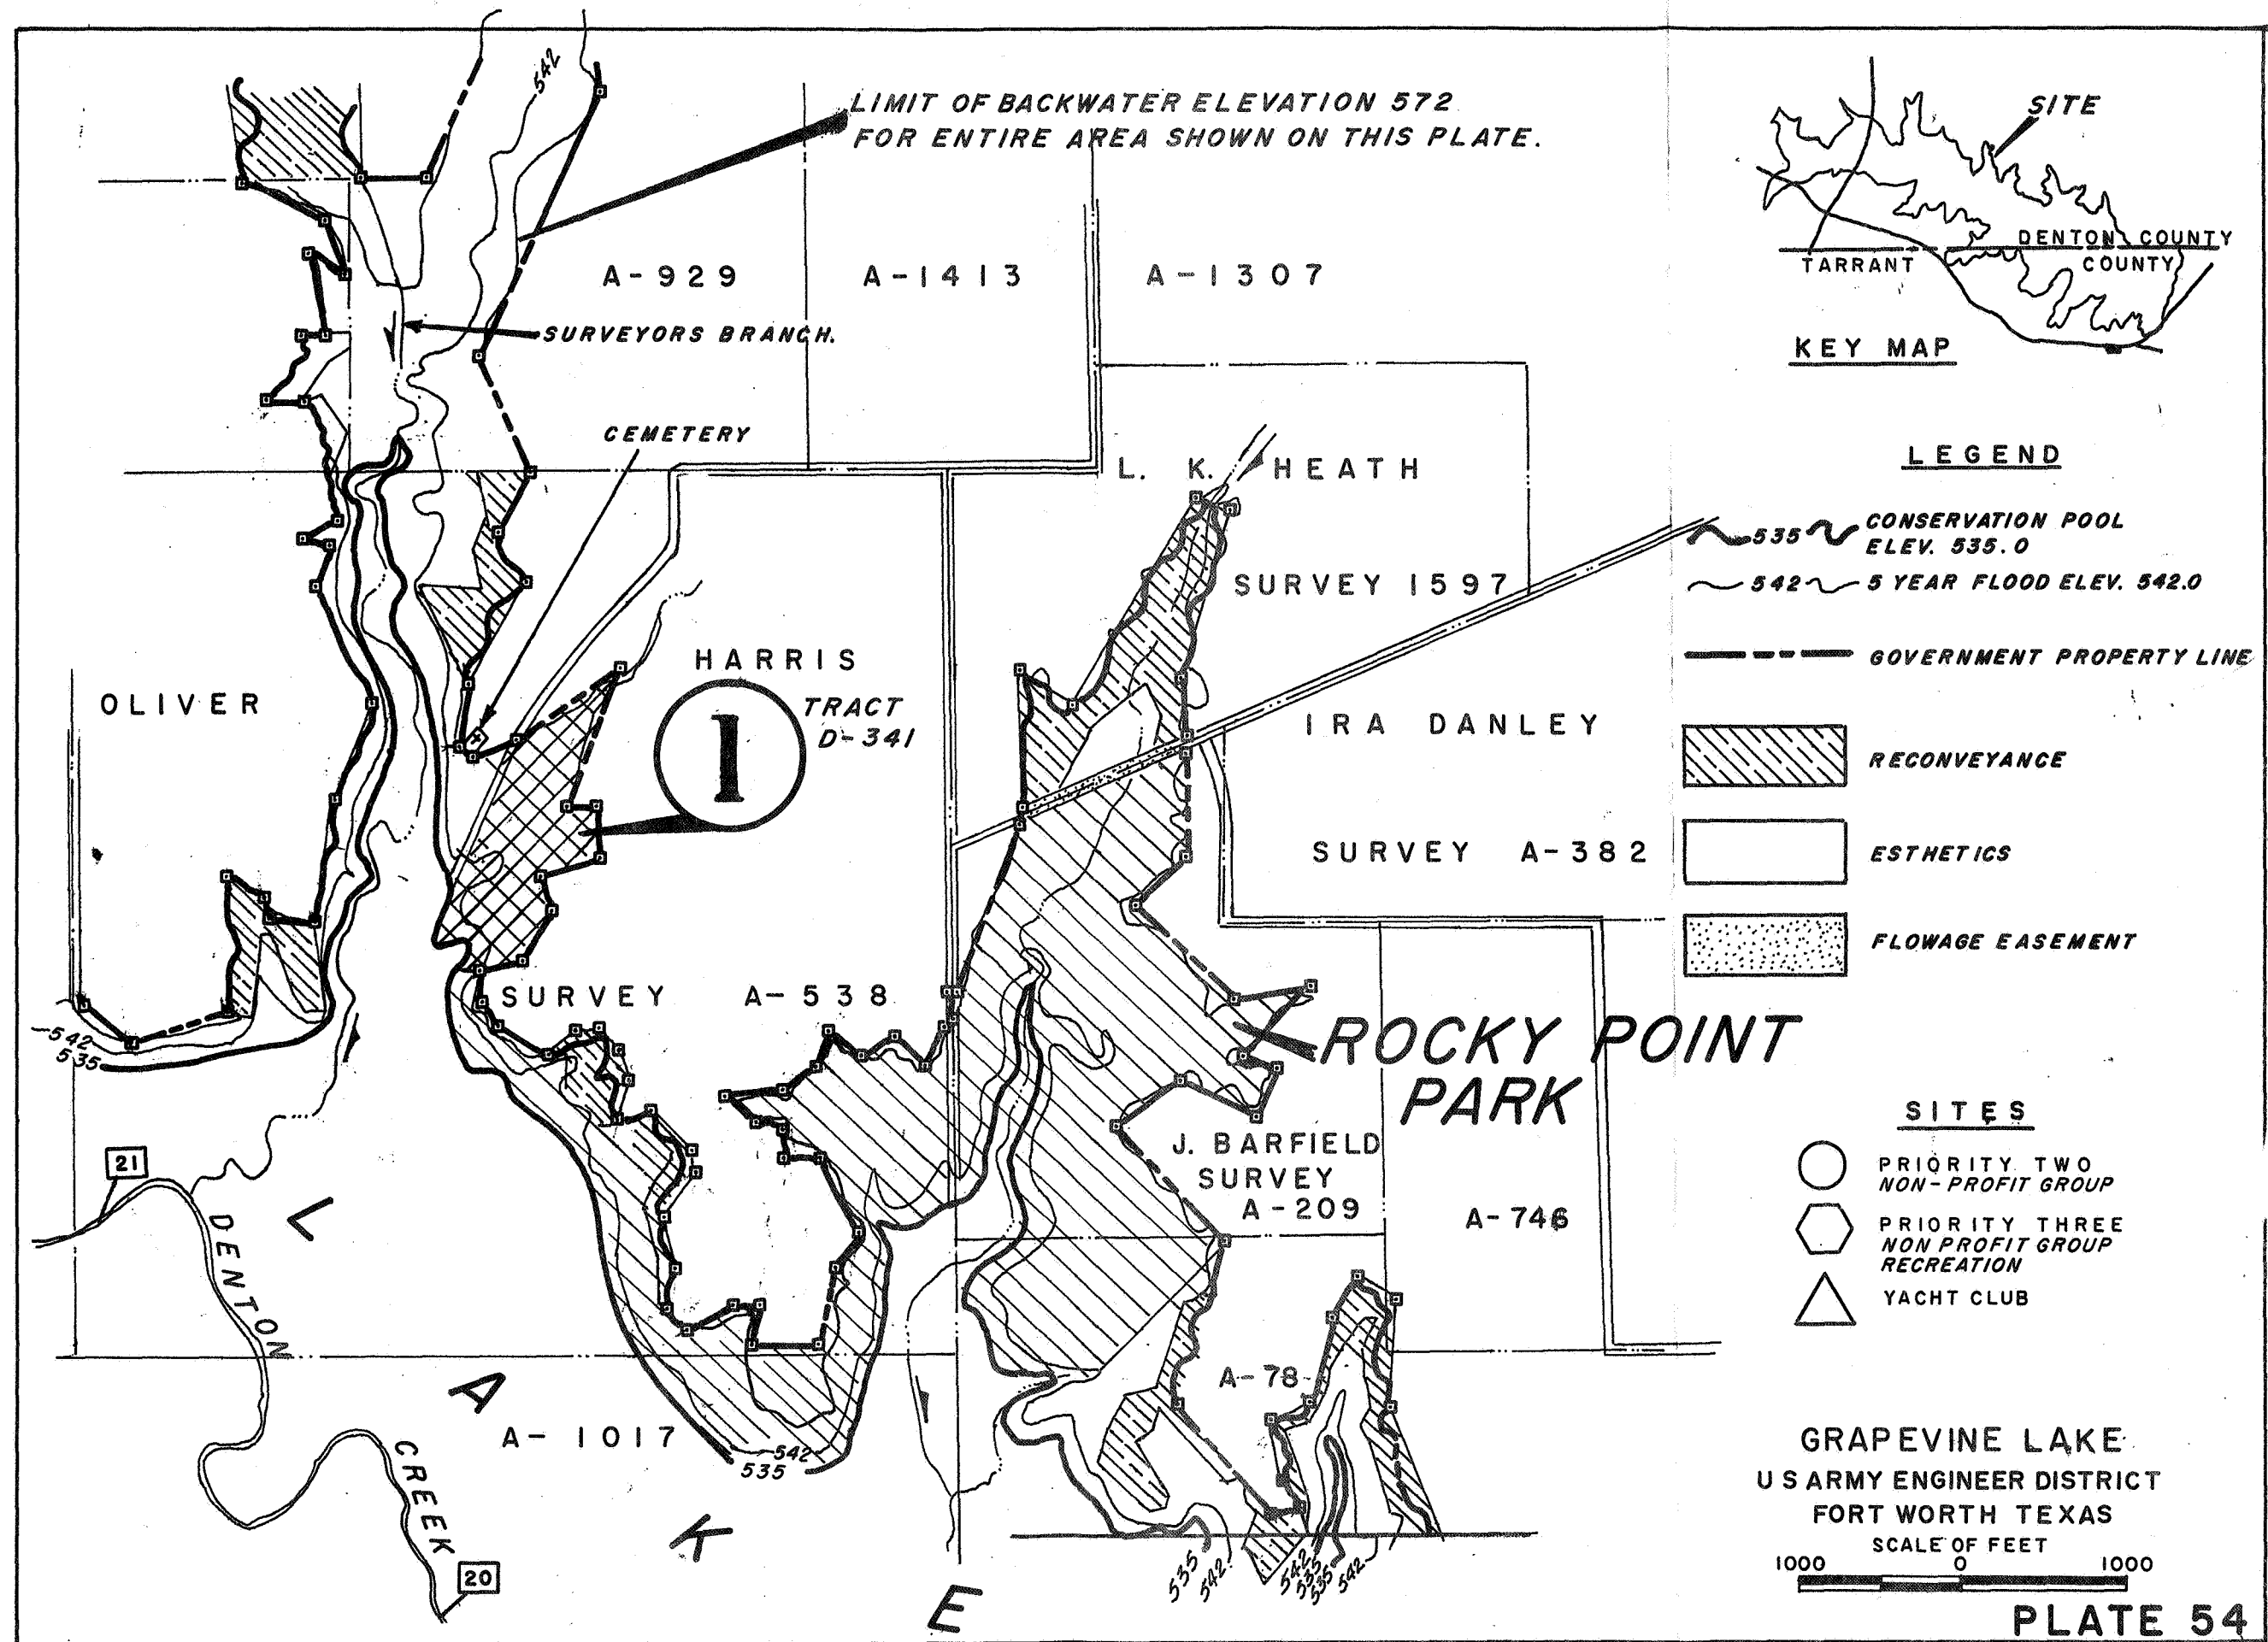 542
LIMIT OF BACKWATER ELEVATION 572
FOR ENTIRE AREA SHOWN ON THIS PLATE.
SITE
DENTON COUNTY
TARRANT COUNTY
KEY MAP
A-929
A-1413
A-1307
SURVEYORS BRANCH.
CEMETERY
L. K. HEATH
SURVEY 1597
LEGEND
535 CONSERVATION POOL
ELEV. 535.0
542 5 YEAR FLOOD ELEV. 542.0
GOVERNMENT PROPERTY LINE
RECONVEYANCE
ESTHETICS
FLOWAGE EASEMENT
OLIVER
HARRIS
1
TRACT
D-341
IRA DANLEY
SURVEY A-382
SURVEY A-538
ROCKY POINT
PARK
542
535
J. BARFIELD
SURVEY
A-209
A-746
SITES
PRIORITY TWO
NON-PROFIT GROUP
PRIORITY THREE
NON PROFIT GROUP
RECREATION
YACHT CLUB
21
DENTON
CREEK
20
L
A
K
E
A-1017
A-78
542
535
535
542
542
535
535
542
GRAPEVINE LAKE
US ARMY ENGINEER DISTRICT
FORT WORTH TEXAS
SCALE OF FEET
1000 0 1000
PLATE 54